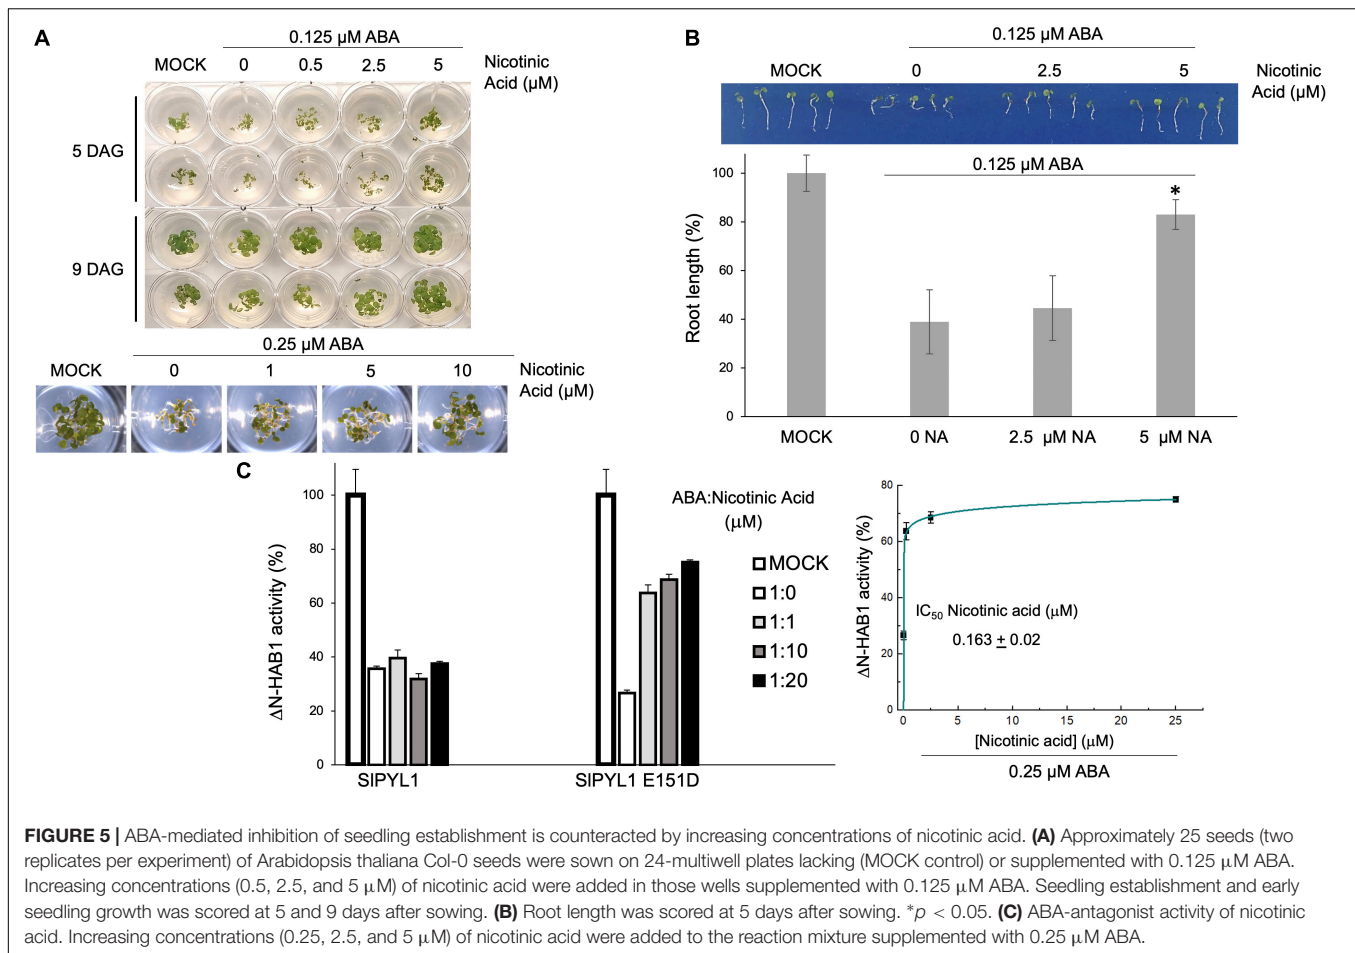 A
0.125 µM ABA
MOCK 0 0.5 2.5 5 Nicotinic
Acid (µM)
5 DAG
9 DAG
0.25 µM ABA
MOCK 0 1 5 10 Nicotinic
Acid (µM)
B
0.125 µM ABA
MOCK 0 2.5 5 Nicotinic
Acid (µM)
0.125 µM ABA
*
Root length (%)
100
80
60
40
20
0
MOCK 0 NA 2.5 µM NA 5 µM NA
C
ΔN-HAB1 activity (%)
100
80
60
40
20
0
SlPYL1 SlPYL1 E151D
ABA:Nicotinic Acid
(µM)
MOCK
1:0
1:1
1:10
1:20
ΔN-HAB1 activity (%)
80
60
40
20
0
IC50 Nicotinic acid (µM)
0.163 ± 0.02
0 5 10 15 20 25
[Nicotinic acid] (µM)
0.25 µM ABA
FIGURE 5 | ABA-mediated inhibition of seedling establishment is counteracted by increasing concentrations of nicotinic acid. (A) Approximately 25 seeds (two
replicates per experiment) of Arabidopsis thaliana Col-0 seeds were sown on 24-multiwell plates lacking (MOCK control) or supplemented with 0.125 µM ABA.
Increasing concentrations (0.5, 2.5, and 5 µM) of nicotinic acid were added in those wells supplemented with 0.125 µM ABA. Seedling establishment and early
seedling growth was scored at 5 and 9 days after sowing. (B) Root length was scored at 5 days after sowing. *p < 0.05. (C) ABA-antagonist activity of nicotinic
acid. Increasing concentrations (0.25, 2.5, and 5 µM) of nicotinic acid were added to the reaction mixture supplemented with 0.25 µM ABA.